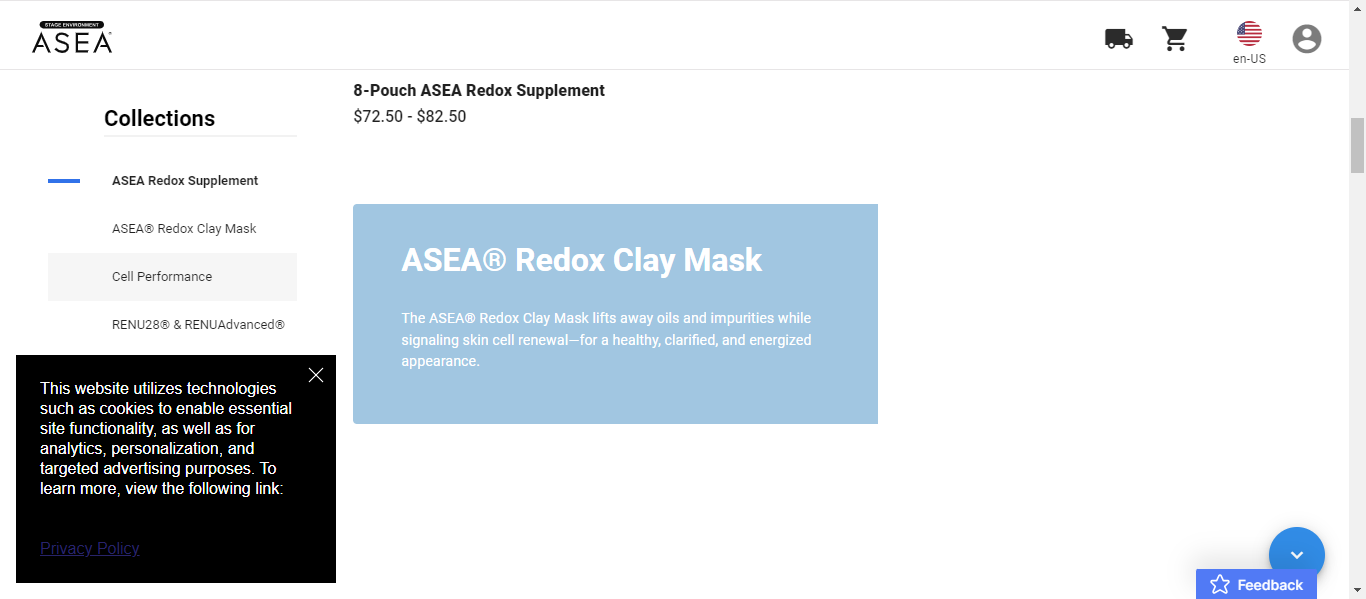 STAGE ENVIRONMENT
ASEA
en-US
8-Pouch ASEA Redox Supplement
$72.50 - $82.50
Collections
ASEA Redox Supplement
ASEA® Redox Clay Mask
Cell Performance
RENU28® & RENUAdvanced®
ASEA® Redox Clay Mask
The ASEA® Redox Clay Mask lifts away oils and impurities while
signaling skin cell renewal—for a healthy, clarified, and energized
appearance.
This website utilizes technologies
such as cookies to enable essential
site functionality, as well as for
analytics, personalization, and
targeted advertising purposes. To
learn more, view the following link:
Privacy Policy
Feedback